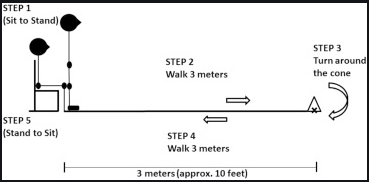 STEP 1
(Sit to Stand)
STEP 2
Walk 3 meters
STEP 3
Turn around
the cone
STEP 5
(Stand to Sit)
STEP 4
Walk 3 meters
3 meters (approx. 10 feet)